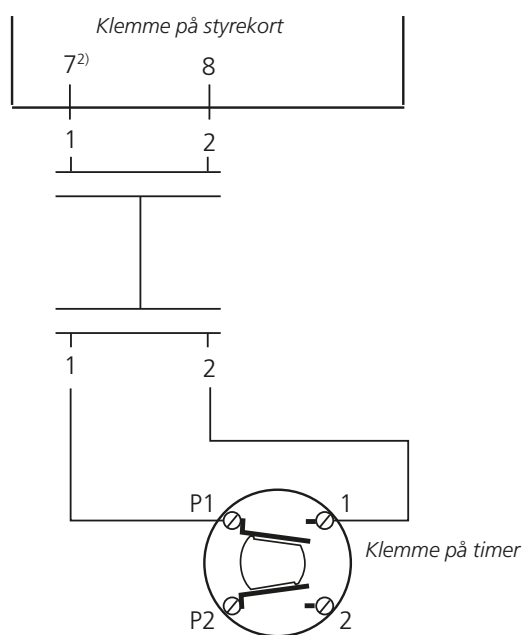 Klemme på styrekort
7²⁾ 8
1 2
1 2
P1 1
Klemme på timer
P2 2